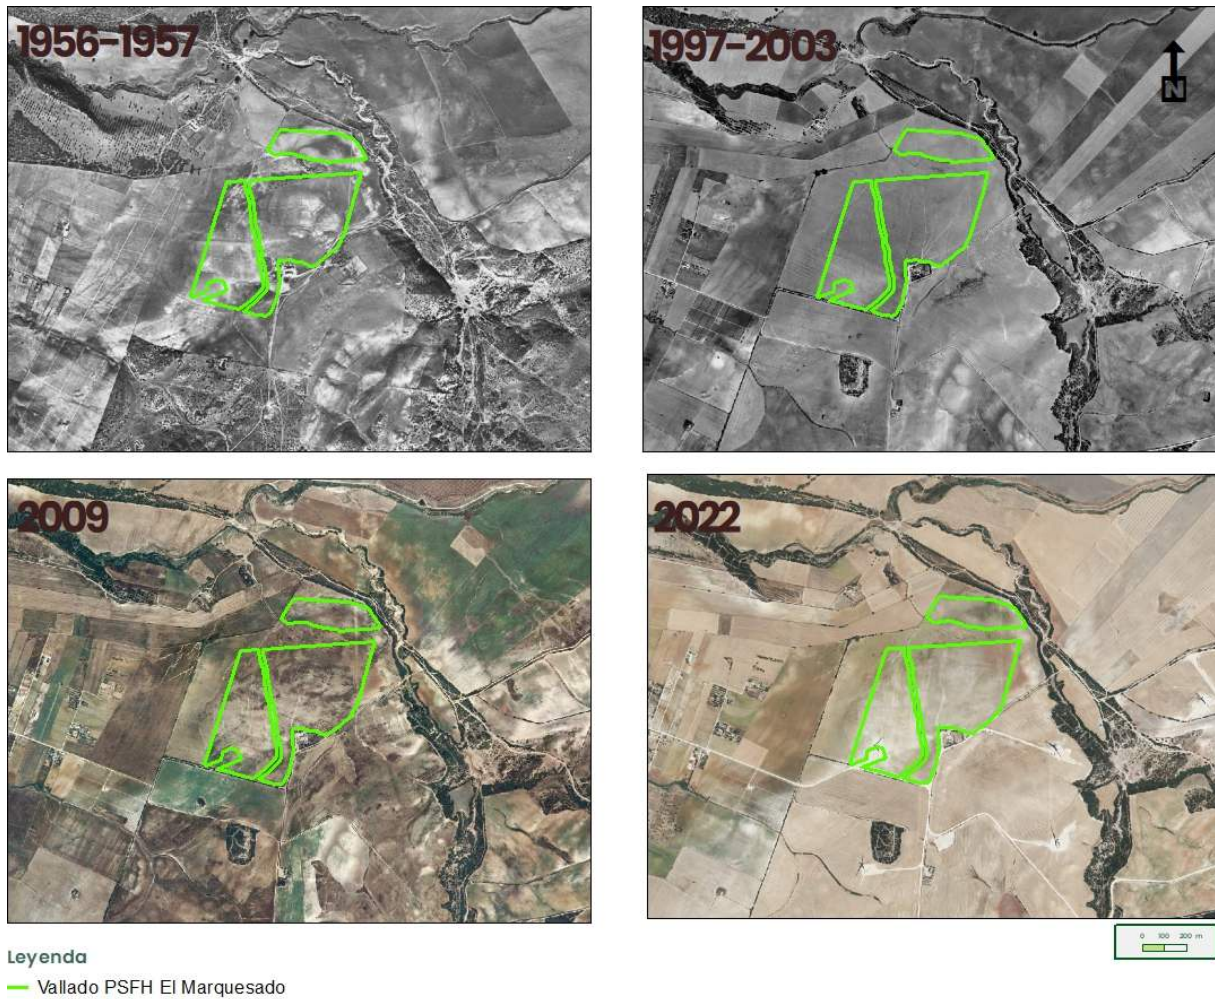 1956-1957
1997-2003
N
2009
2022
0 100 200 m
Leyenda
Vallado PSFH El Marquesado